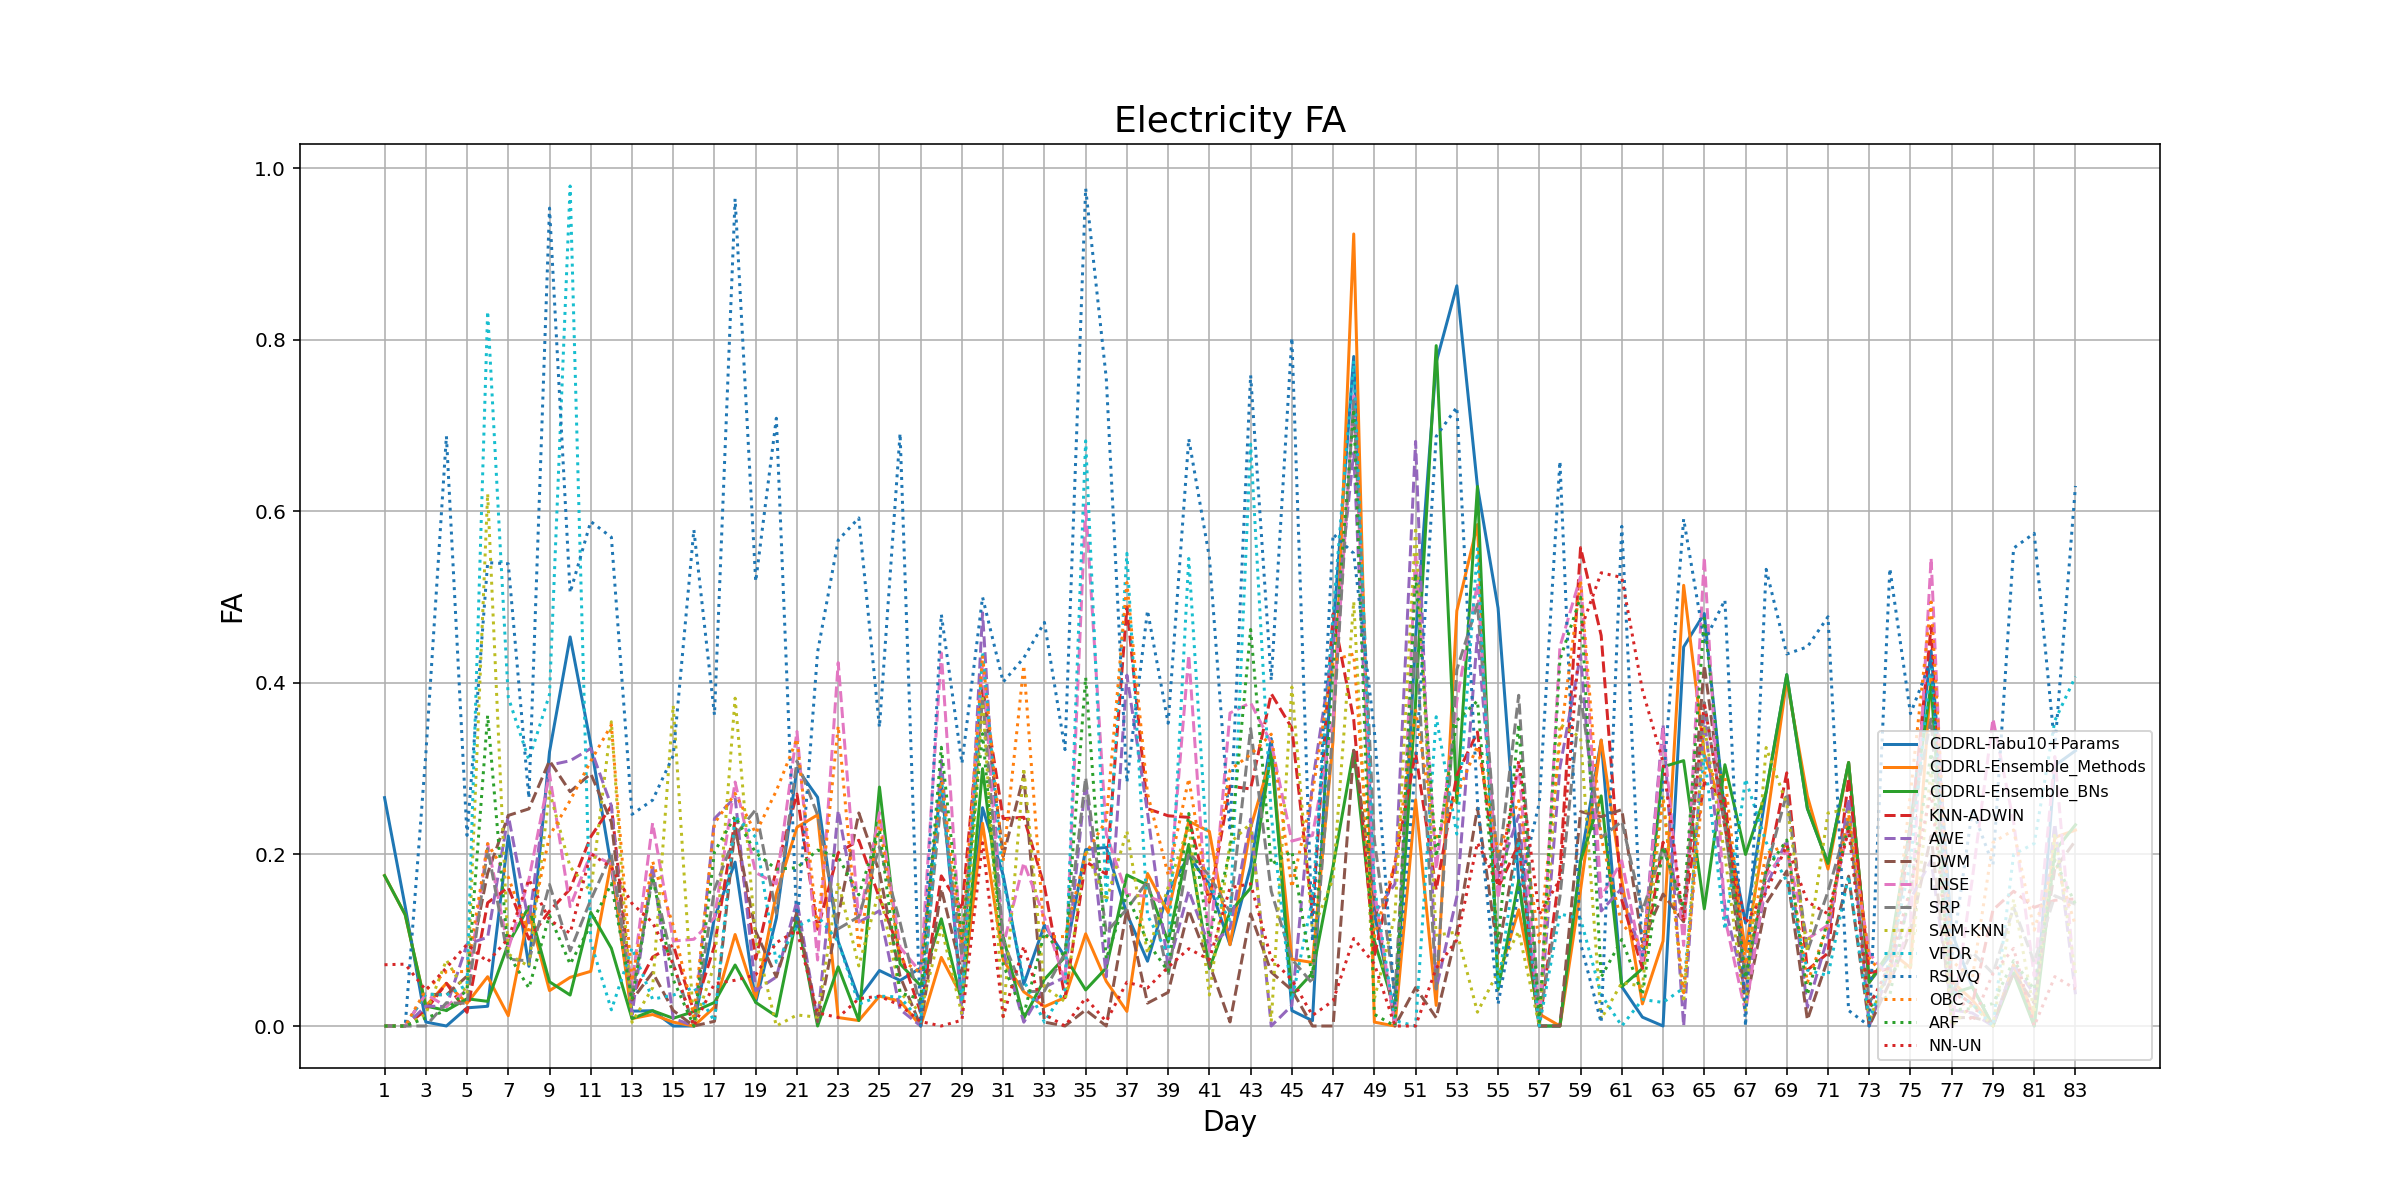 Electricity FA
FA
1.0
0.8
0.6
0.4
0.2
0.0
CDDRL-Tabu10+Params
CDDRL-Ensemble_Methods
CDDRL-Ensemble_BNs
KNN-ADWIN
AWE
DWM
LNSE
SRP
SAM-KNN
VFDR
RSLVQ
OBC
ARF
NN-UN
1 3 5 7 9 11 13 15 17 19 21 23 25 27 29 31 33 35 37 39 41 43 45 47 49 51 53 55 57 59 61 63 65 67 69 71 73 75 77 79 81 83
Day